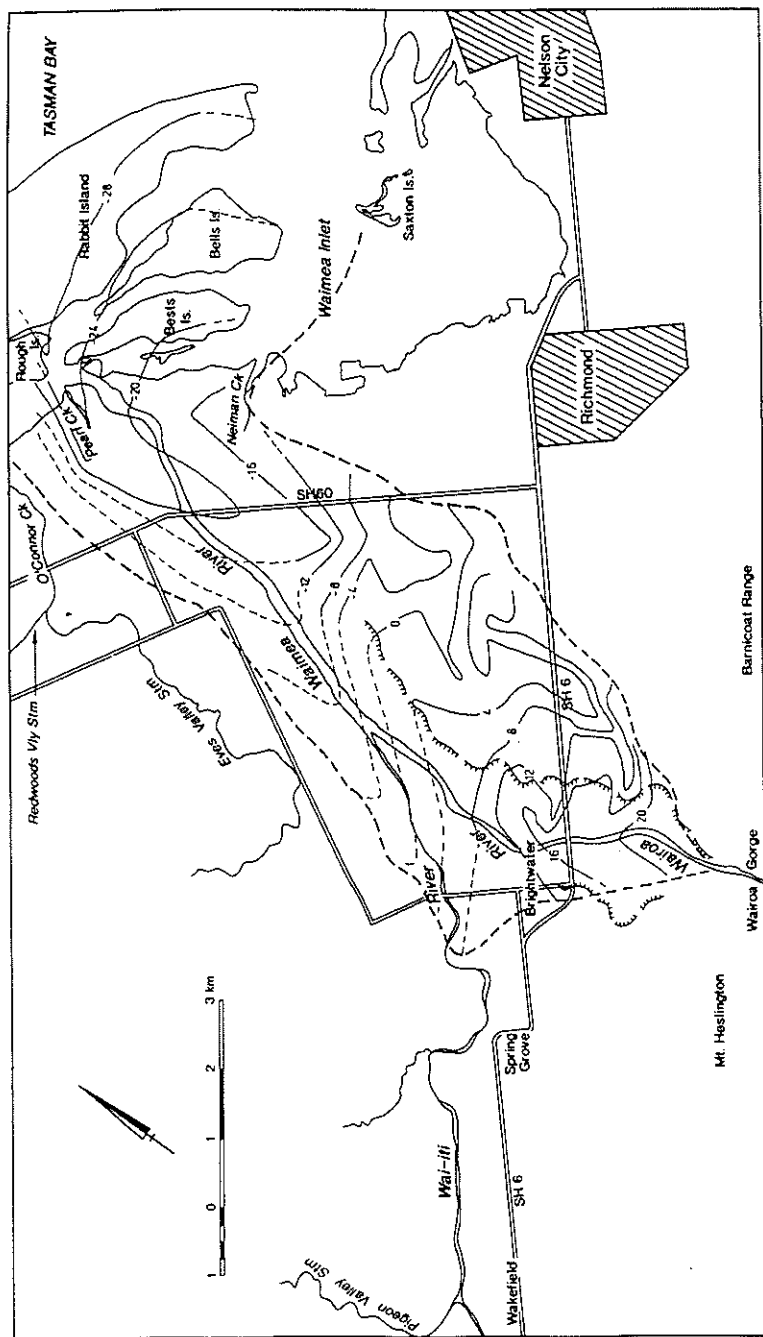 TASMAN BAY
Redwoods Vly Stm
O'Connor Ck
Rough
Is.
Rabbit Island
-28
Pearl Ck
-24
Bells Is.
Bests
Is.
-20
Waimea Inlet
Saxton Is.
6
Nelson
City
Neiman Ck
-16
SH60
Richmond
Eves Valley Stm
Waimea
River
-12
-8
0
8
12
SH 6
16
20
River
Brightwater
Wairoa
Wairoa Gorge
Barnicoat Range
Mt. Heslington
River
Wai-iti
Spring
Grove
SH 6
Wakefield
Pigeon Valley Stm
1 0 1 2 3 km